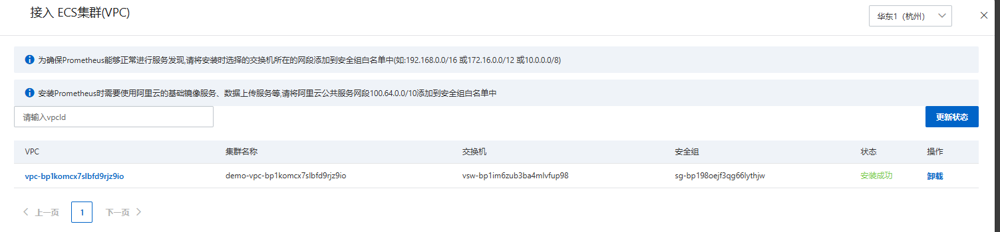 接入 ECS集群(VPC)
华东1（杭州）
为确保Prometheus能够正常进行服务发现,请将安装时选择的交换机所在的网段添加到安全组白名单中(如:192.168.0.0/16 或172.16.0.0/12 或10.0.0.0/8)
安装Prometheus时需要使用阿里云的基础镜像服务、数据上传服务等,请将阿里云公共服务网段100.64.0.0/10添加到安全组白名单中
请输入vpcId
更新状态
VPC 集群名称 交换机 安全组 状态 操作
vpc-bp1komcx7slbfd9rjz9io demo-vpc-bp1komcx7slbfd9rjz9io vsw-bp1im6zub3ba4mlvfup98 sg-bp198oejf3qg66lythjw 安装成功 卸载
上一页 1 下一页